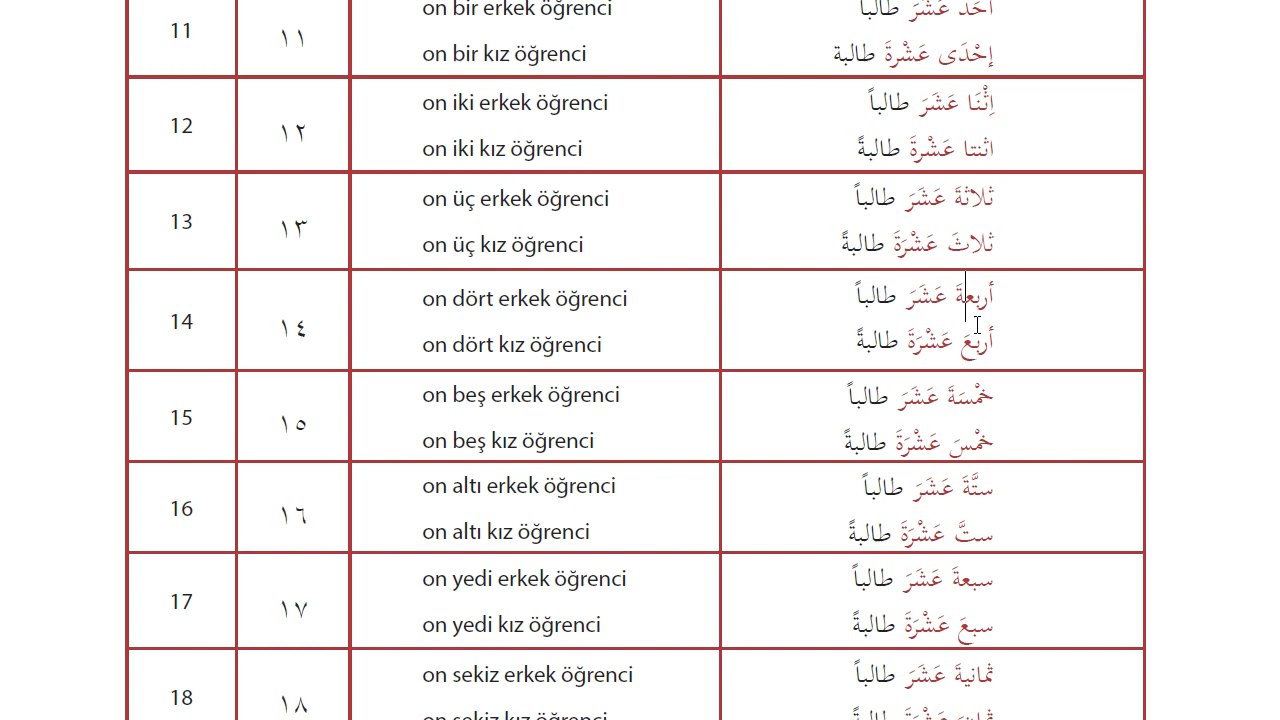 on bir erkek öğrenci أَحَدَ عَشَرَ طالباً
11 ١١
on bir kız öğrenci إحْدَى عَشْرةَ طالبة
on iki erkek öğrenci اِثْنَا عَشَرَ طالباً
12 ١٢
on iki kız öğrenci اثنتا عَشْرةَ طالبةً
on üç erkek öğrenci ثلاثةَ عَشَرَ طالباً
13 ١٣
on üç kız öğrenci ثلاثَ عَشْرَةَ طالبةً
on dört erkek öğrenci أربعةَ عَشَرَ طالباً
14 ١٤
on dört kız öğrenci أربعَ عَشْرَةَ طالبةً
on beş erkek öğrenci خمْسَةَ عَشَرَ طالباً
15 ١٥
on beş kız öğrenci خمْسَ عَشْرَةَ طالبةً
on altı erkek öğrenci ستَّةَ عَشَرَ طالباً
16 ١٦
on altı kız öğrenci ستَّ عَشْرَةَ طالبةً
on yedi erkek öğrenci سبعةَ عَشَرَ طالباً
17 ١٧
on yedi kız öğrenci سبعَ عَشْرَةَ طالبةً
on sekiz erkek öğrenci ثمانيةَ عَشَرَ طالباً
18 ١٨
on sekiz kız öğrenci